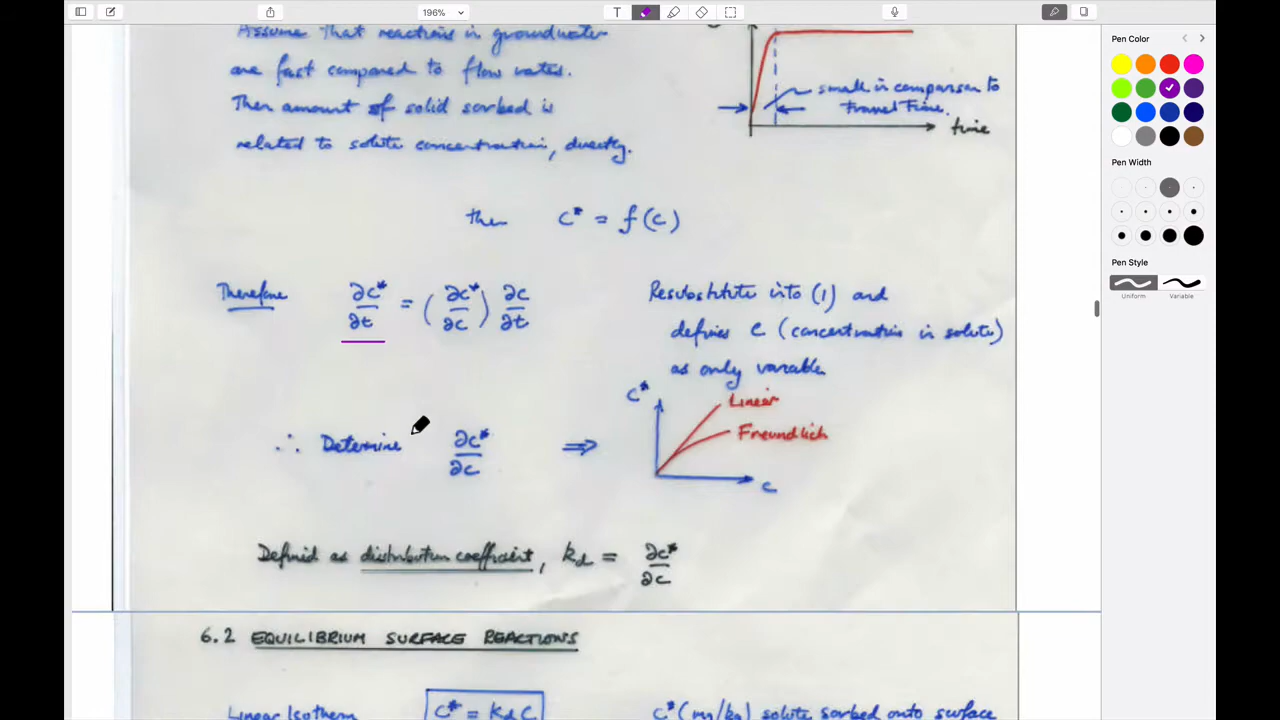 196%
T
Assume that reactions in groundwater
are fast compared to flow rates.
Then amount of solid sorbed is
related to solute concentration, directly.
small in comparison to
travel time.
time
then C* = f(C)
Therefore ∂C*/∂t = (∂C*/∂C) ∂C/∂t
Resubstitute into (1) and
defines C (concentration in solute)
as only variable
∴ Determine ∂C*/∂C ⇒
C*
Linear
Freundlich
C
Defined as distribution coefficient, kd = ∂C*/∂C
6.2 EQUILIBRIUM SURFACE REACTIONS
Linear Isotherm C* = kd C C* (mg/kg) solute sorbed onto surface
Pen Color
Pen Width
Pen Style
Uniform
Variable